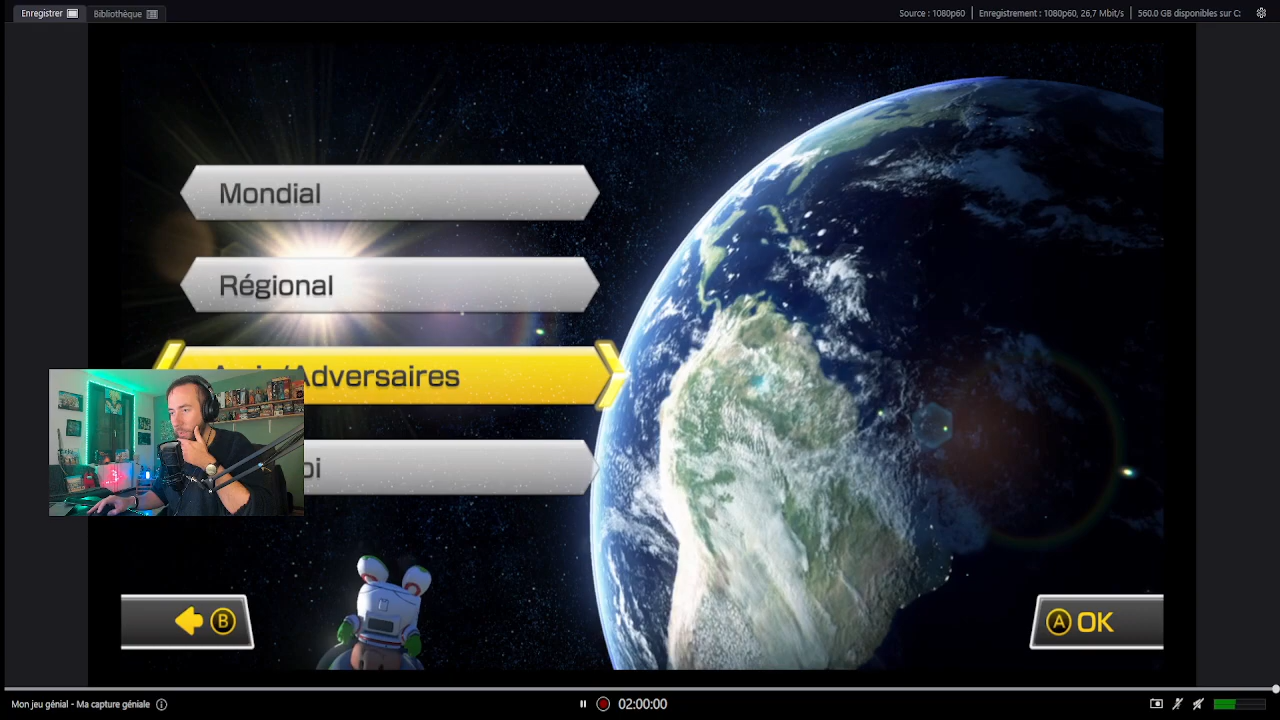 Enregistrer
Bibliothèque
Source : 1080p60
Enregistrement : 1080p60, 26,7 Mbit/s
560.0 GB disponibles sur C:
Mondial
Régional
/Adversaires
B
A OK
Mon jeu génial - Ma capture géniale
02:00:00